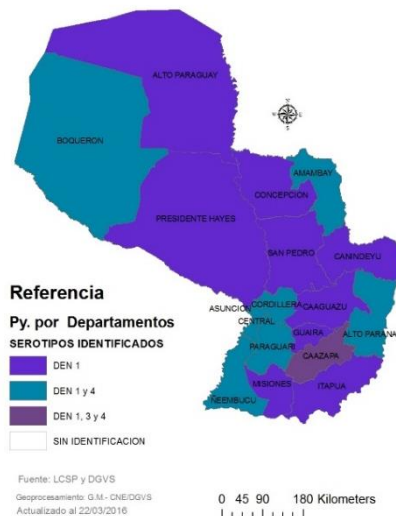 ALTO PARAGUAY
BOQUERON
AMAMBAY
CONCEPCION
PRESIDENTE HAYES
SAN PEDRO
CANINDEYU
ASUNCION
CORDILLERA
CAAGUAZU
CENTRAL
GUAIRA
ALTO PARANA
PARAGUARI
CAAZAPA
MISIONES
ITAPUA
ÑEEMBUCU
Referencia
Py. por Departamentos
SEROTIPOS IDENTIFICADOS
DEN 1
DEN 1 y 4
DEN 1, 3 y 4
SIN IDENTIFICACION
Fuente: LCSP y DGVS
Geoprocesamiento: G.M.- CNE/DGVS
Actualizado al 22/03/2016
0 45 90 180 Kilometers